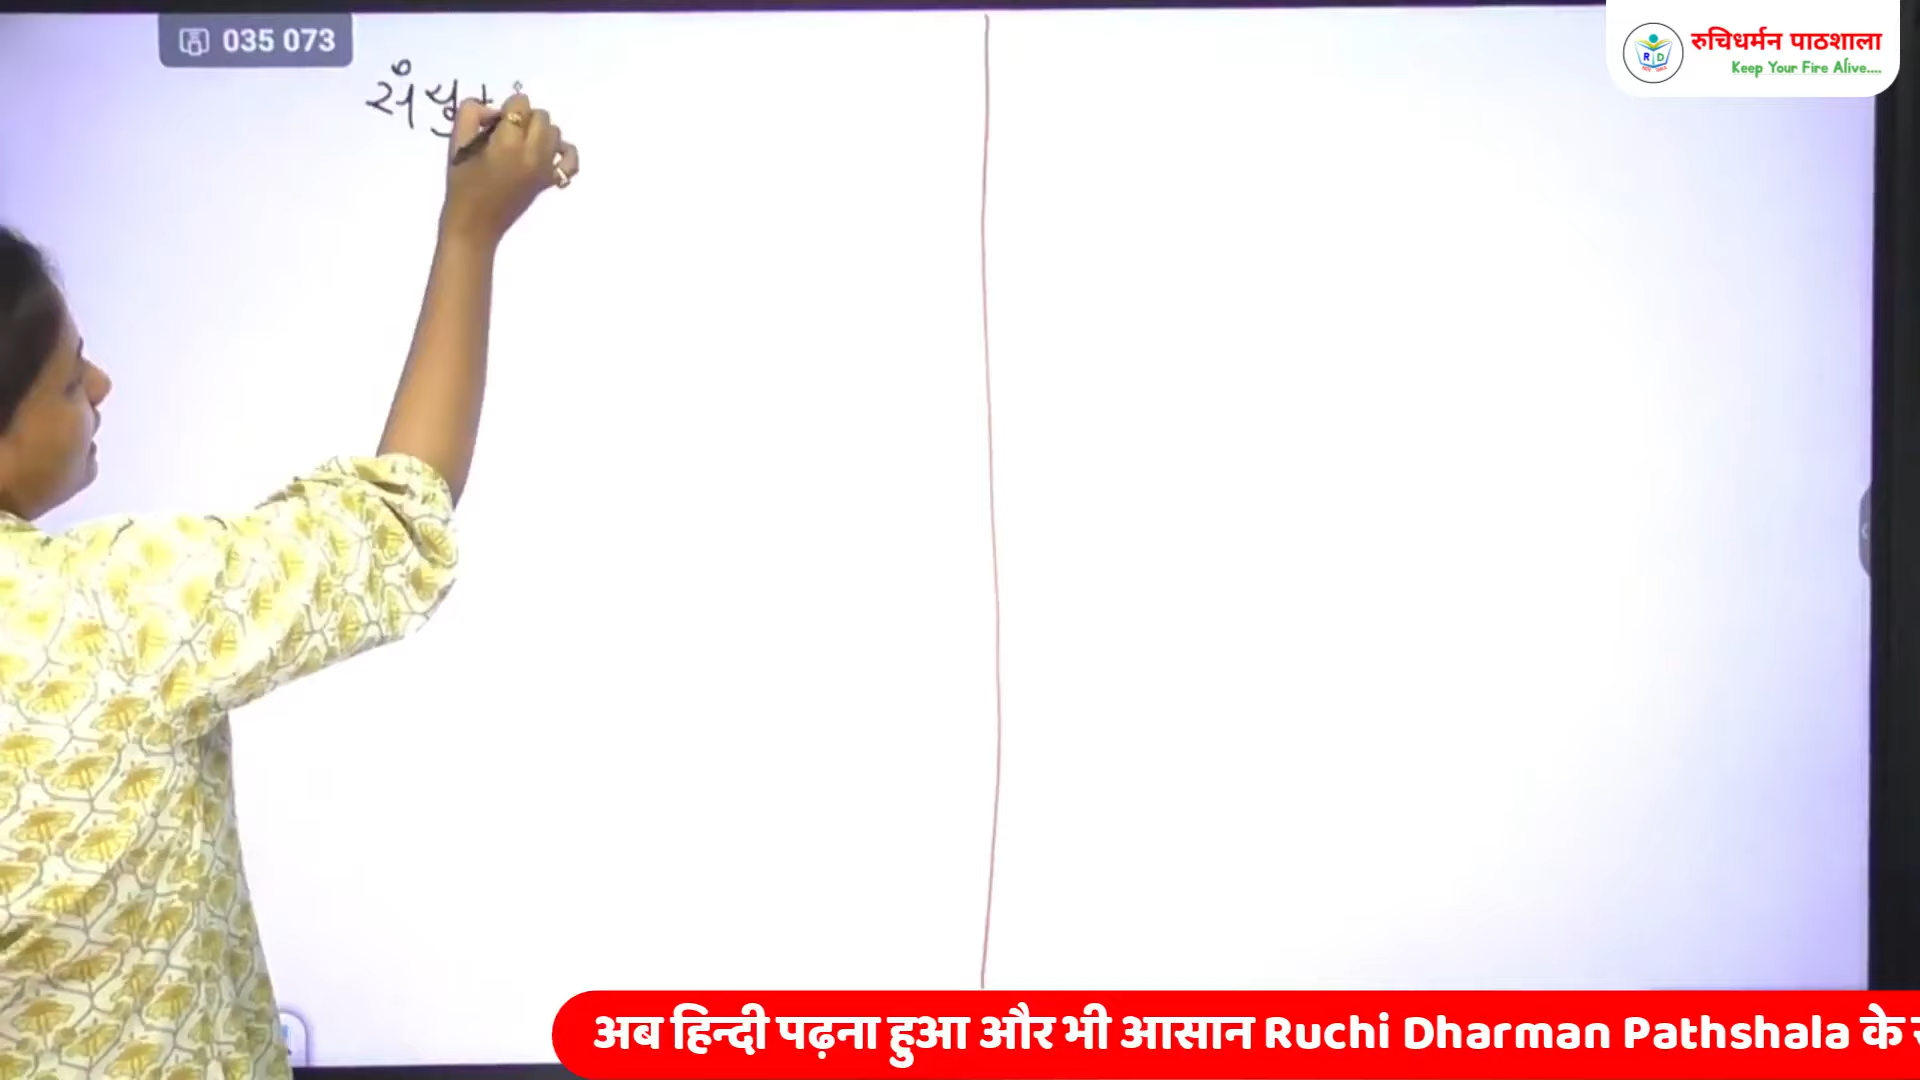 035 073
रुचिधर्मन पाठशाला
Keep Your Fire Alive....
R D
अब हिन्दी पढ़ना हुआ और भी आसान Ruchi Dharman Pathshala के